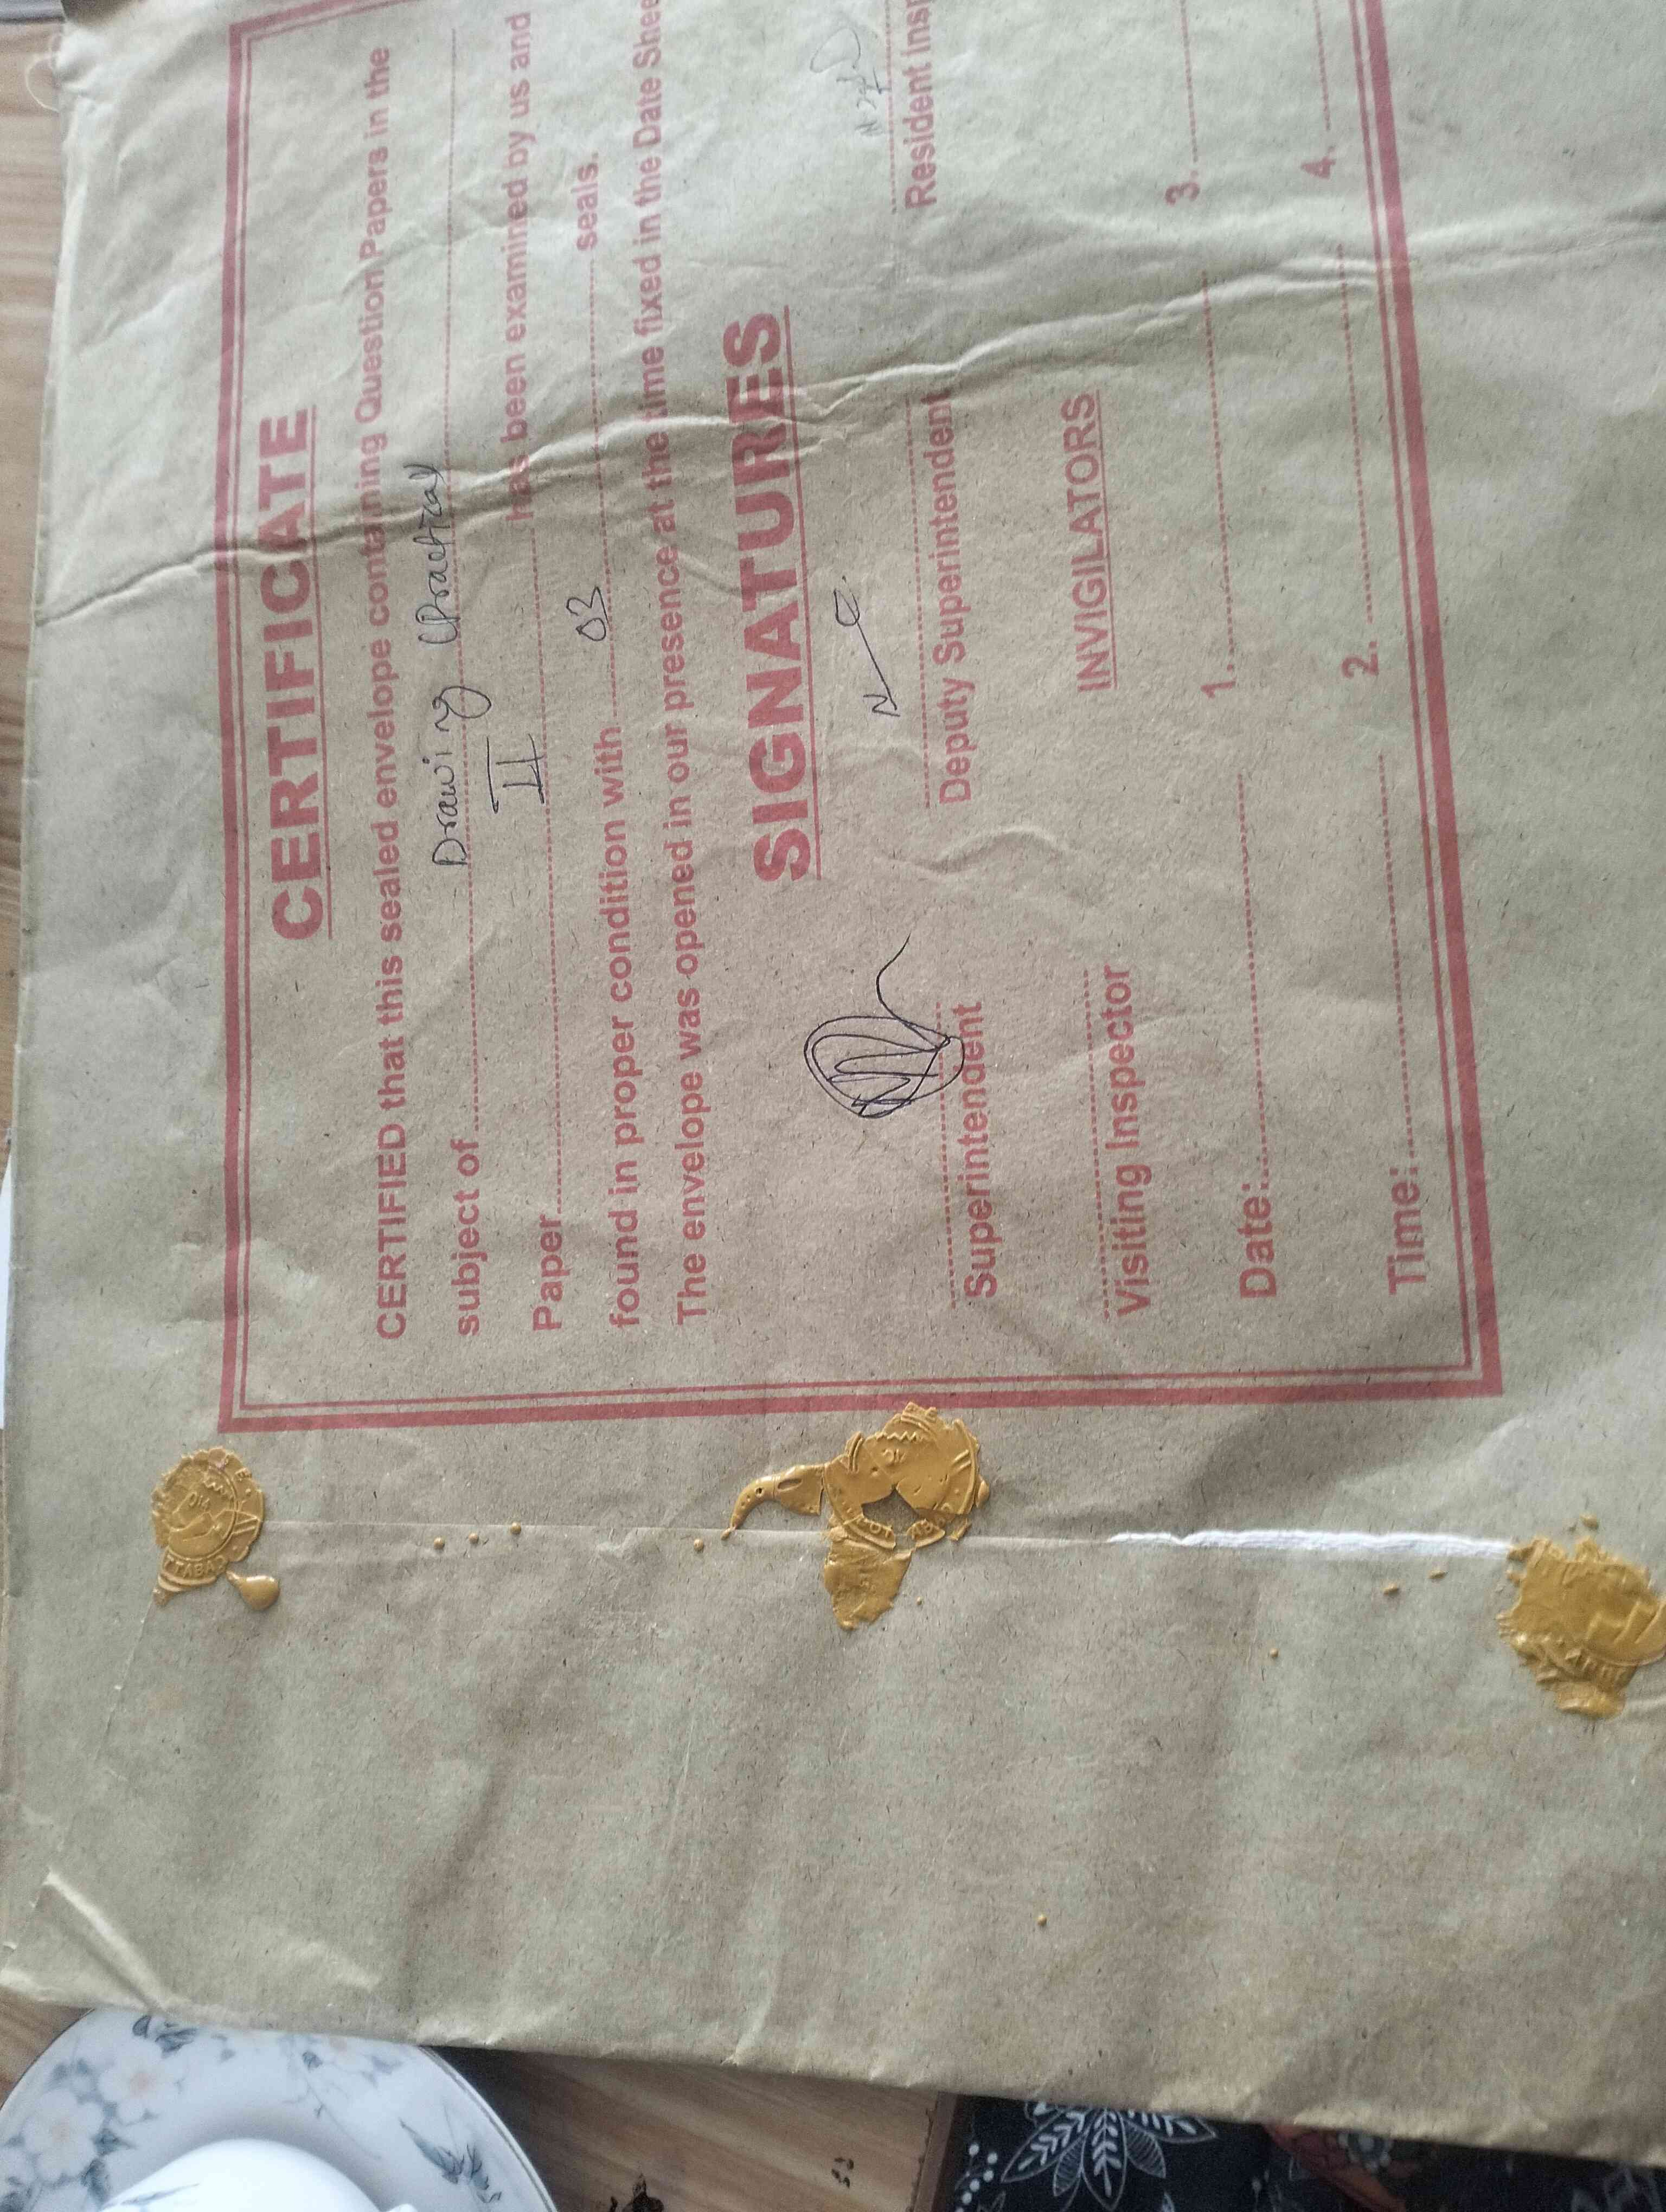 CERTIFICATE
CERTIFIED that this sealed envelope containing Question Papers in the
subject of Drawing (Practical)
Paper II has been examined by us and
found in proper condition with 03 seals.
The envelope was opened in our presence at the time fixed in the Date Shee
SIGNATURES
Superintendent Deputy Superintendent Resident Insp
Visiting Inspector INVIGILATORS
Date: 1. 3.
Time: 2. 4.
TTABAD